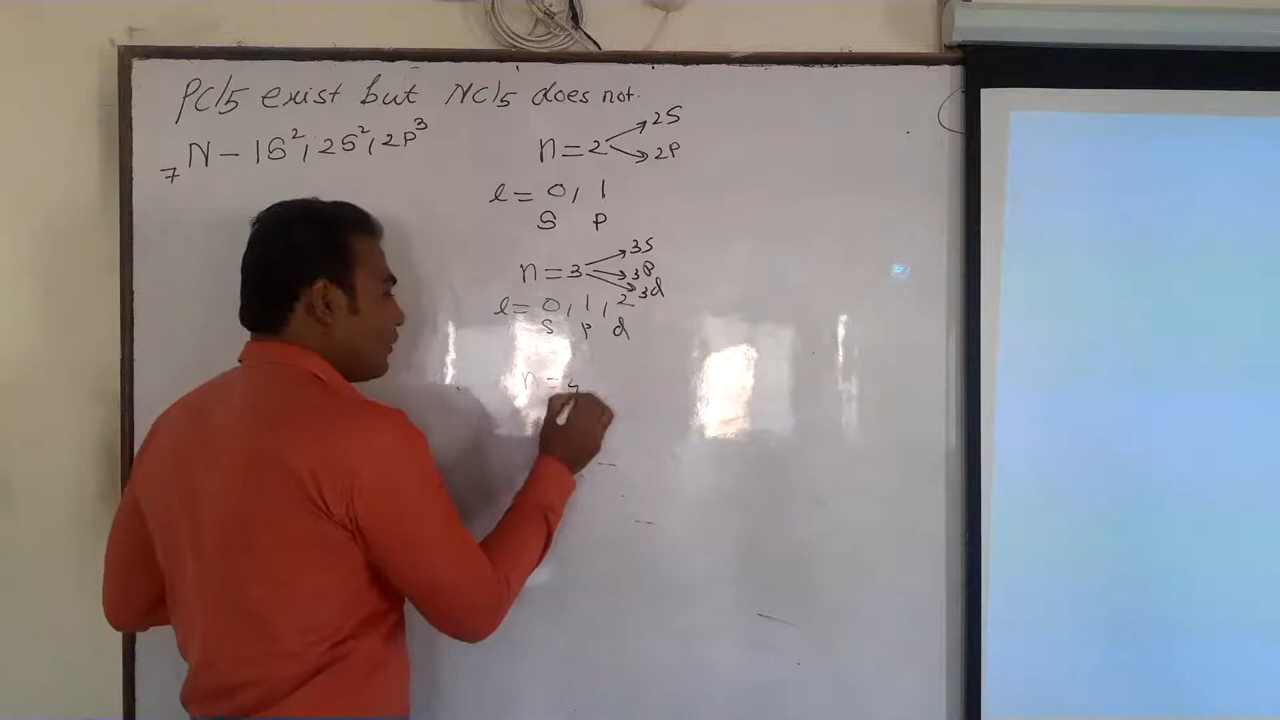 PCl5 exist but NCl5 does not.
7N - 1S², 2S², 2P³
n = 2 → 2S
→ 2P
l = 0, 1
S P
n = 3 → 3S
→ 3P
→ 3d
l = 0, 1, 2
S P d
n = 4